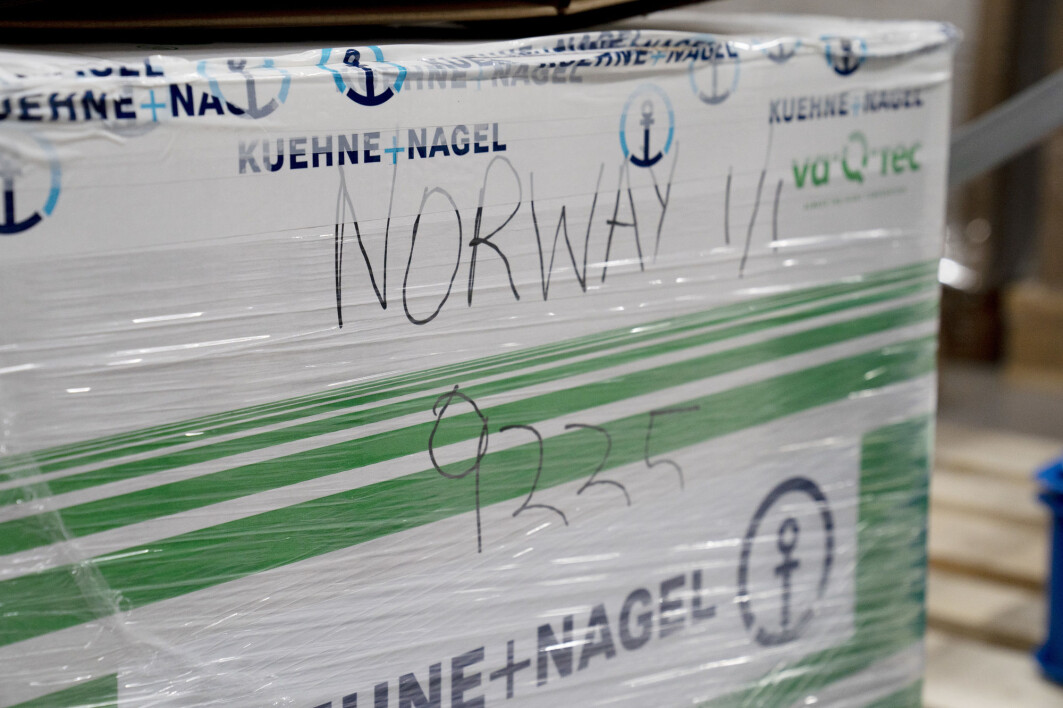 KUEHNE+NAGEL
KUEHNE+NAGEL
KUEHNE+NAGEL
KUEHNE+NAGEL
va-Q-tec
NORWAY 1/1
9225
KUEHNE+NAGEL